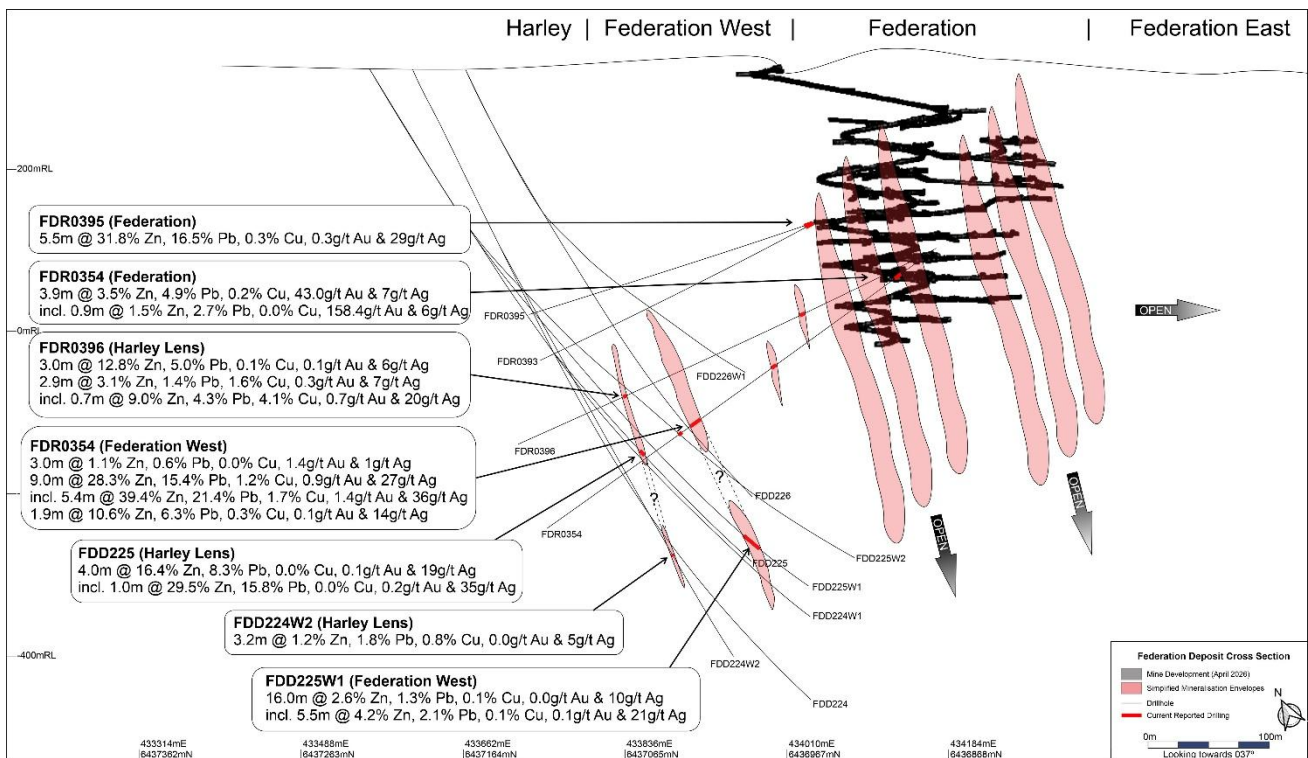 Harley | Federation West | Federation | Federation East
200mRL
FDR0395 (Federation)
5.5m @ 31.8% Zn, 16.5% Pb, 0.3% Cu, 0.3g/t Au & 29g/t Ag
FDR0354 (Federation)
3.9m @ 3.5% Zn, 4.9% Pb, 0.2% Cu, 43.0g/t Au & 7g/t Ag
incl. 0.9m @ 1.5% Zn, 2.7% Pb, 0.0% Cu, 158.4g/t Au & 6g/t Ag
0mRL
FDR0396 (Harley Lens)
3.0m @ 12.8% Zn, 5.0% Pb, 0.1% Cu, 0.1g/t Au & 6g/t Ag
2.9m @ 3.1% Zn, 1.4% Pb, 1.6% Cu, 0.3g/t Au & 7g/t Ag
incl. 0.7m @ 9.0% Zn, 4.3% Pb, 4.1% Cu, 0.7g/t Au & 20g/t Ag
FDR0354 (Federation West)
3.0m @ 1.1% Zn, 0.6% Pb, 0.0% Cu, 1.4g/t Au & 1g/t Ag
9.0m @ 28.3% Zn, 15.4% Pb, 1.2% Cu, 0.9g/t Au & 27g/t Ag
incl. 5.4m @ 39.4% Zn, 21.4% Pb, 1.7% Cu, 1.4g/t Au & 36g/t Ag
1.9m @ 10.6% Zn, 6.3% Pb, 0.3% Cu, 0.1g/t Au & 14g/t Ag
FDD225 (Harley Lens)
4.0m @ 16.4% Zn, 8.3% Pb, 0.0% Cu, 0.1g/t Au & 19g/t Ag
incl. 1.0m @ 29.5% Zn, 15.8% Pb, 0.0% Cu, 0.2g/t Au & 35g/t Ag
FDD224W2 (Harley Lens)
3.2m @ 1.2% Zn, 1.8% Pb, 0.8% Cu, 0.0g/t Au & 5g/t Ag
-400mRL
FDD225W1 (Federation West)
16.0m @ 2.6% Zn, 1.3% Pb, 0.1% Cu, 0.0g/t Au & 10g/t Ag
incl. 5.5m @ 4.2% Zn, 2.1% Pb, 0.1% Cu, 0.1g/t Au & 21g/t Ag
FDR0395
FDR0393
FDD226W1
FDR0396
?
?
FDD226
FDR0354
FDD225
FDD225W2
FDD225W1
FDD224W1
FDD224W2
FDD224
OPEN
OPEN
OPEN
Federation Deposit Cross Section
Mine Development (April 2026)
Simplified Mineralisation Envelopes
Drillhole
Current Reported Drilling
N
0m 100m
Looking towards 037º
433314mE 433488mE 433662mE 433836mE 434010mE 434184mE
6437362mN 6437263mN 6437164mN 6437065mN 6436967mN 6436868mN